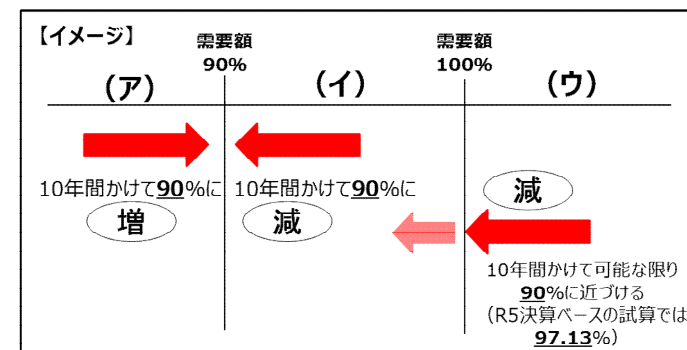 【イメージ】
需要額
90%
需要額
100%
（ア）
（イ）
（ウ）
10年間かけて90%に
増
10年間かけて90%に
減
減
10年間かけて可能な限り
90%に近づける
（R5決算ベースの試算では
97.13%）